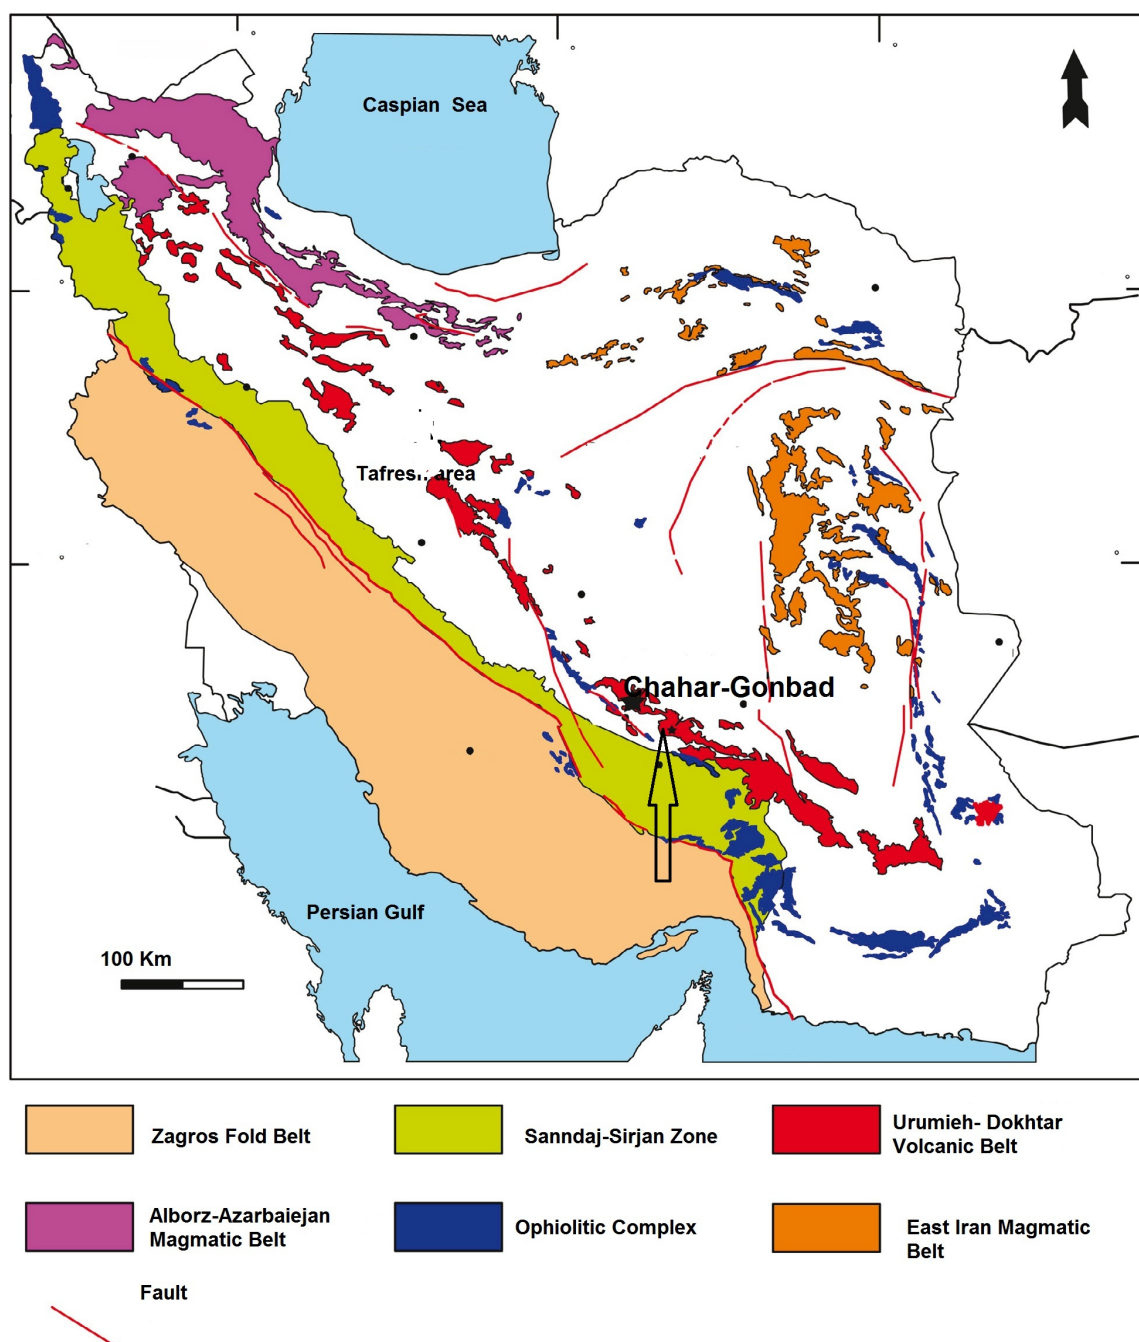 Caspian Sea
Tafresh area
Chahar-Gonbad
Persian Gulf
100 Km
Zagros Fold Belt
Sanndaj-Sirjan Zone
Urumieh- Dokhtar
Volcanic Belt
Alborz-Azarbaiejan
Magmatic Belt
Ophiolitic Complex
East Iran Magmatic
Belt
Fault